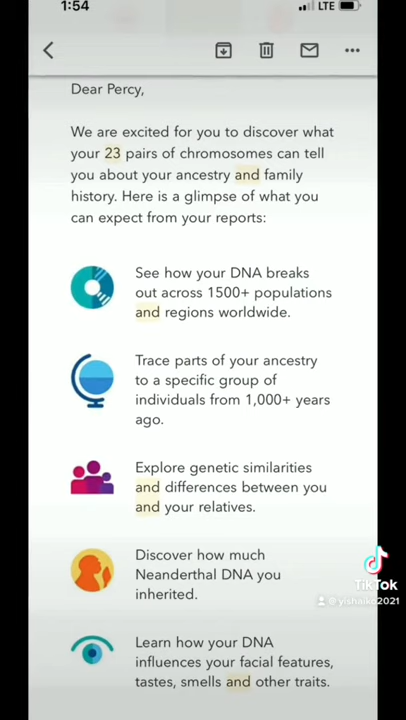 1:54
LTE
Dear Percy,
We are excited for you to discover what
your 23 pairs of chromosomes can tell
you about your ancestry and family
history. Here is a glimpse of what you
can expect from your reports:
See how your DNA breaks
out across 1500+ populations
and regions worldwide.
Trace parts of your ancestry
to a specific group of
individuals from 1,000+ years
ago.
Explore genetic similarities
and differences between you
and your relatives.
Discover how much
Neanderthal DNA you
inherited.
TikTok
@yishaiko2021
Learn how your DNA
influences your facial features,
tastes, smells and other traits.